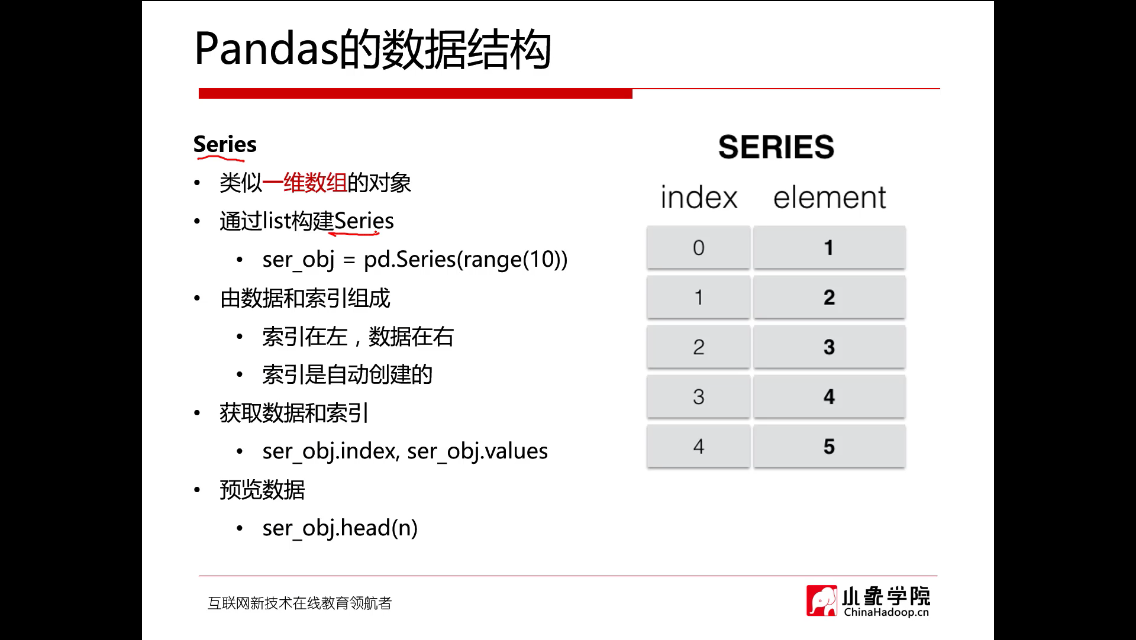 Pandas的数据结构
Series
• 类似一维数组的对象
• 通过list构建Series
• ser_obj = pd.Series(range(10))
• 由数据和索引组成
• 索引在左，数据在右
• 索引是自动创建的
• 获取数据和索引
• ser_obj.index, ser_obj.values
• 预览数据
• ser_obj.head(n)
SERIES
index element
0 1
1 2
2 3
3 4
4 5
互联网新技术在线教育领航者
小象学院
ChinaHadoop.cn